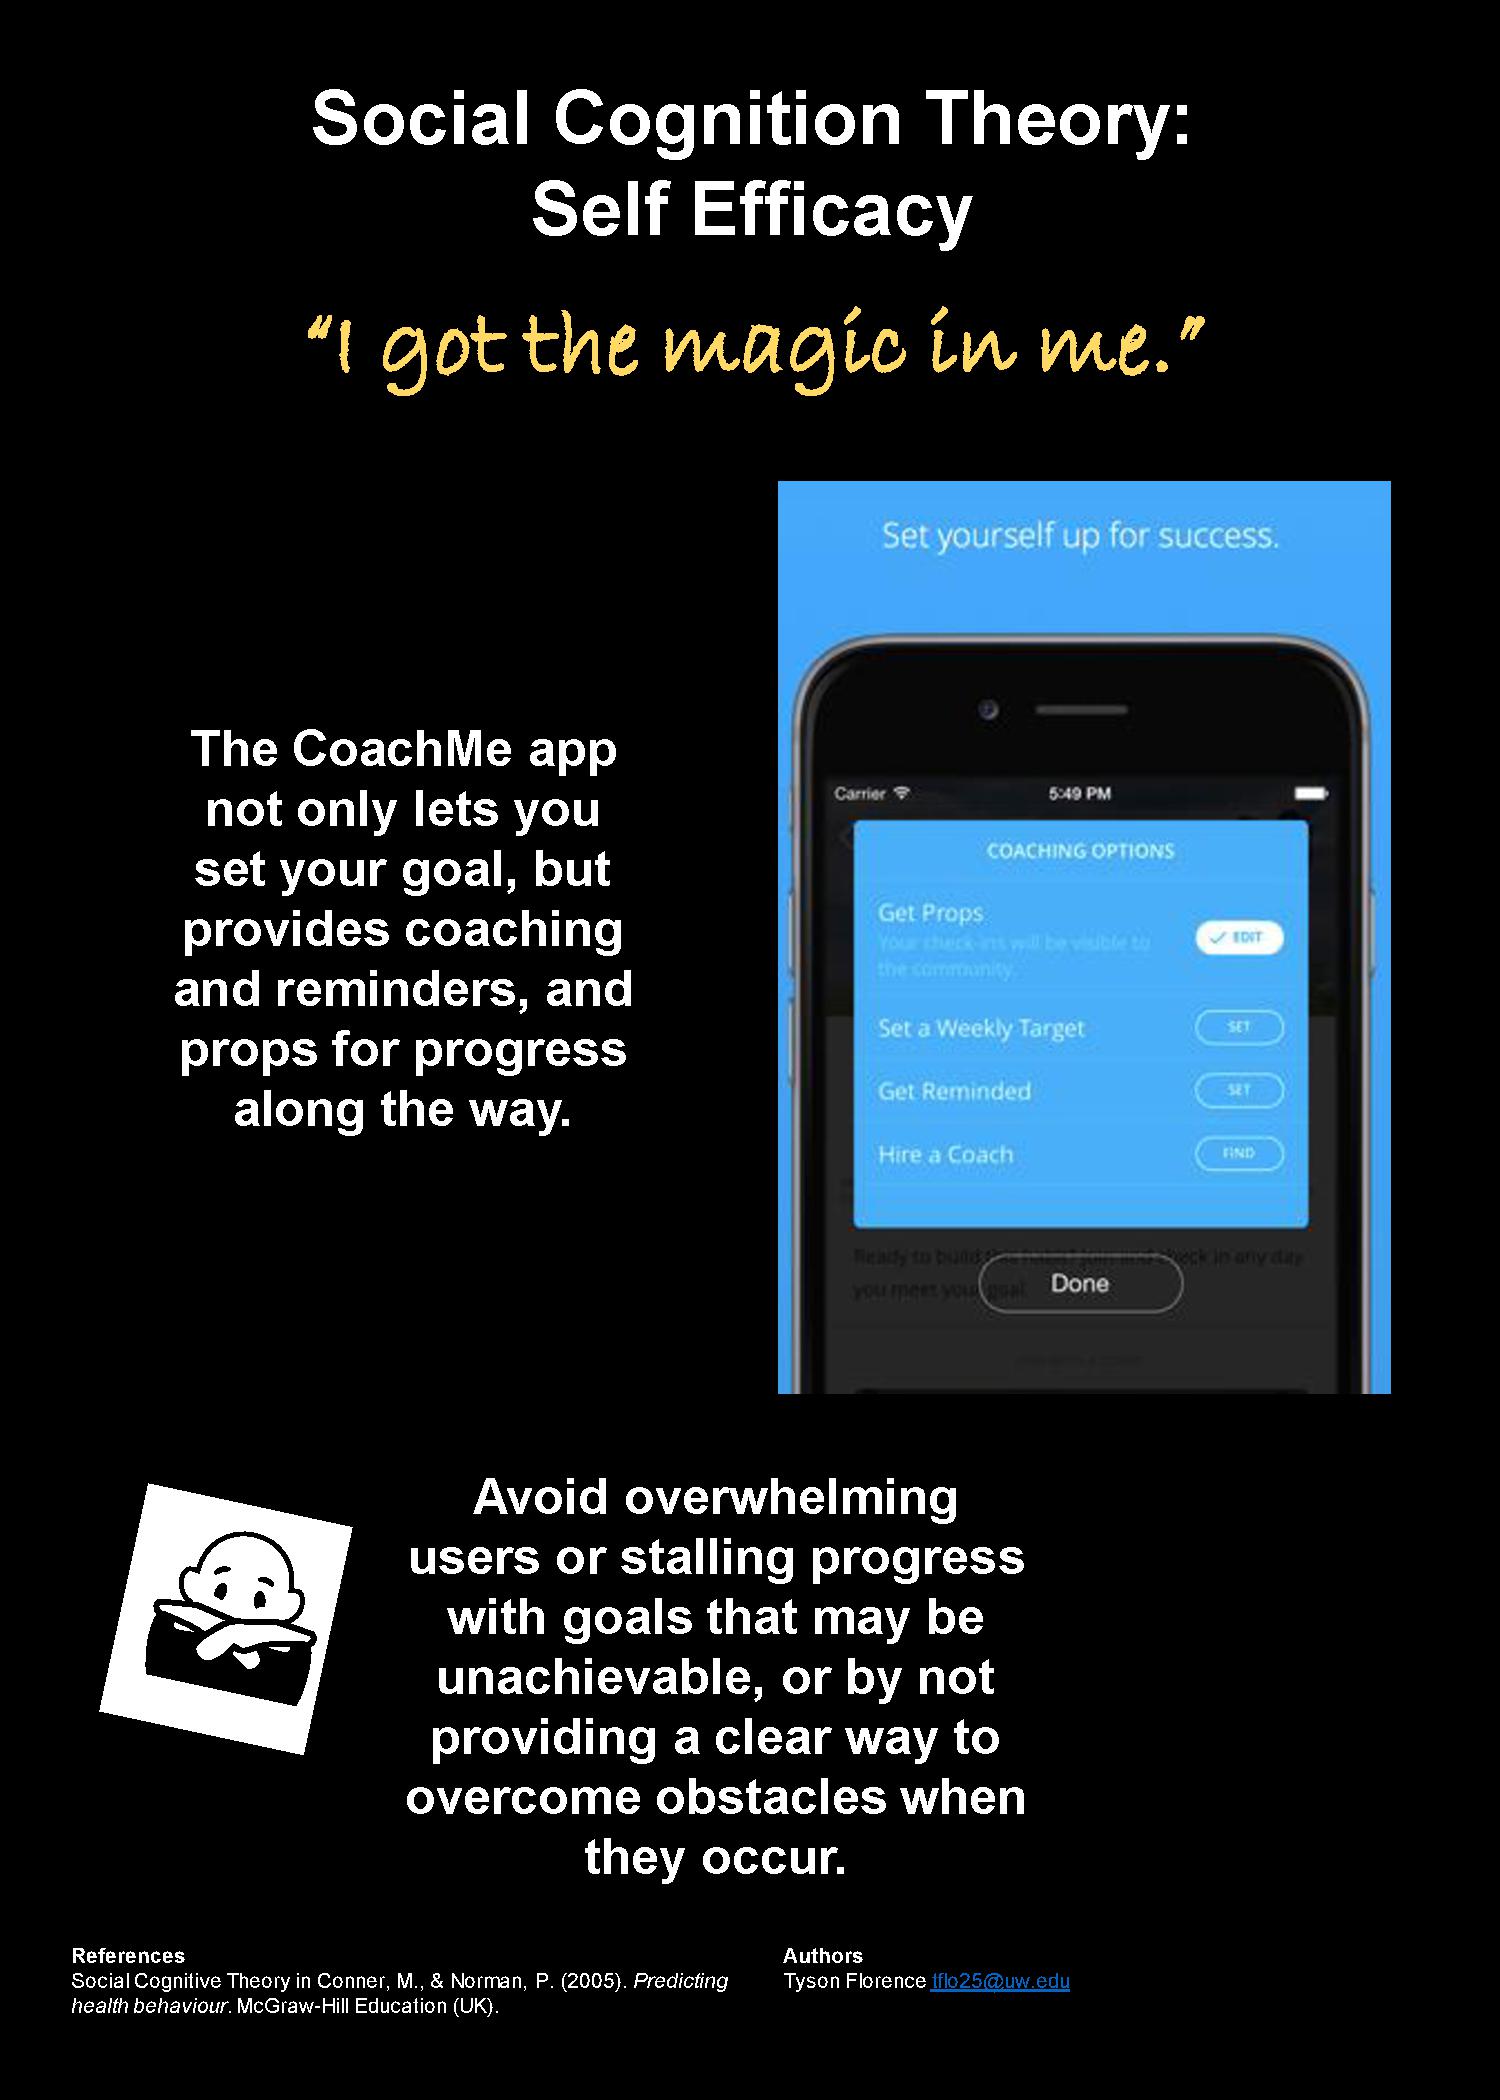 Social Cognition Theory:
Self Efficacy
“I got the magic in me.”
The CoachMe app
not only lets you
set your goal, but
provides coaching
and reminders, and
props for progress
along the way.
Set yourself up for success.
Carrier 5:49 PM
COACHING OPTIONS
Get Props
Your check-ins will be visible to
the community.
EDIT
Set a Weekly Target SET
Get Reminded SET
Hire a Coach FIND
Ready to build this habit? Join and check in any day
you meet your goal.
Done
Avoid overwhelming
users or stalling progress
with goals that may be
unachievable, or by not
providing a clear way to
overcome obstacles when
they occur.
References
Social Cognitive Theory in Conner, M., & Norman, P. (2005). Predicting
health behaviour. McGraw-Hill Education (UK).
Authors
Tyson Florence tflo25@uw.edu